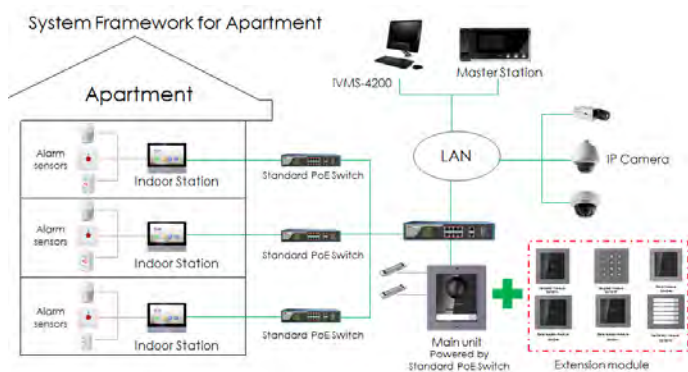 System Framework for Apartment
Apartment
IVMS-4200
Master Station
LAN
IP Camera
Alarm
sensors
Indoor Station
Standard PoE Switch
Alarm
sensors
Indoor Station
Standard PoE Switch
Alarm
sensors
Indoor Station
Standard PoE Switch
Main unit
Powered by
Standard PoE Switch
Extension module